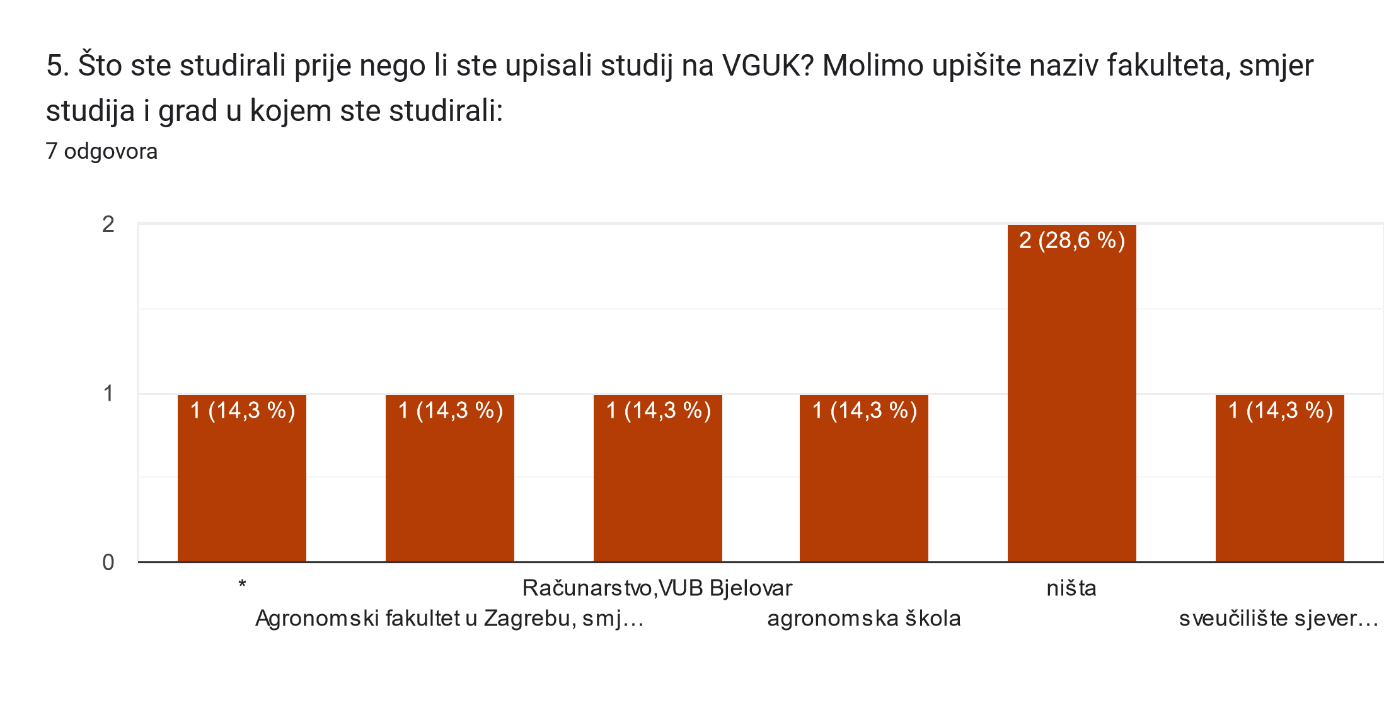 5. Što ste studirali prije nego li ste upisali studij na VGUK? Molimo upišite naziv fakulteta, smjer
studija i grad u kojem ste studirali:
7 odgovora
2
1
0
1 (14,3 %)
1 (14,3 %)
1 (14,3 %)
1 (14,3 %)
2 (28,6 %)
1 (14,3 %)
*
Agronomski fakultet u Zagrebu, smj…
Računarstvo,VUB Bjelovar
agronomska škola
ništa
sveučilište sjever…